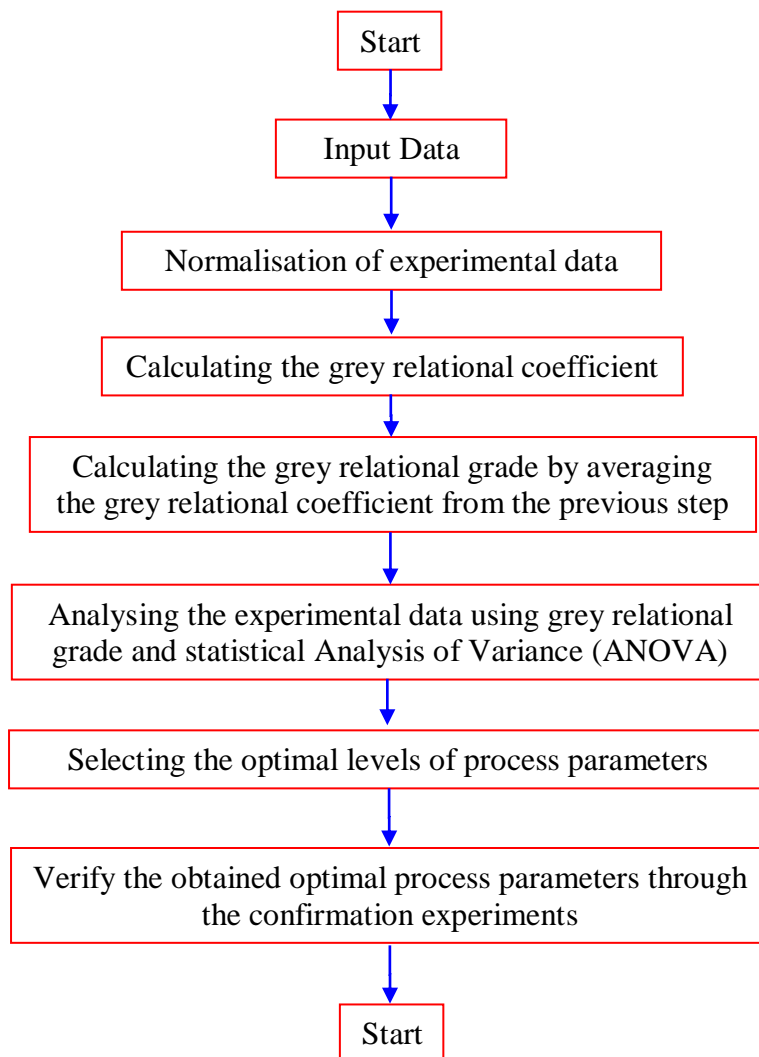 Start
Input Data
Normalisation of experimental data
Calculating the grey relational coefficient
Calculating the grey relational grade by averaging
the grey relational coefficient from the previous step
Analysing the experimental data using grey relational
grade and statistical Analysis of Variance (ANOVA)
Selecting the optimal levels of process parameters
Verify the obtained optimal process parameters through
the confirmation experiments
Start